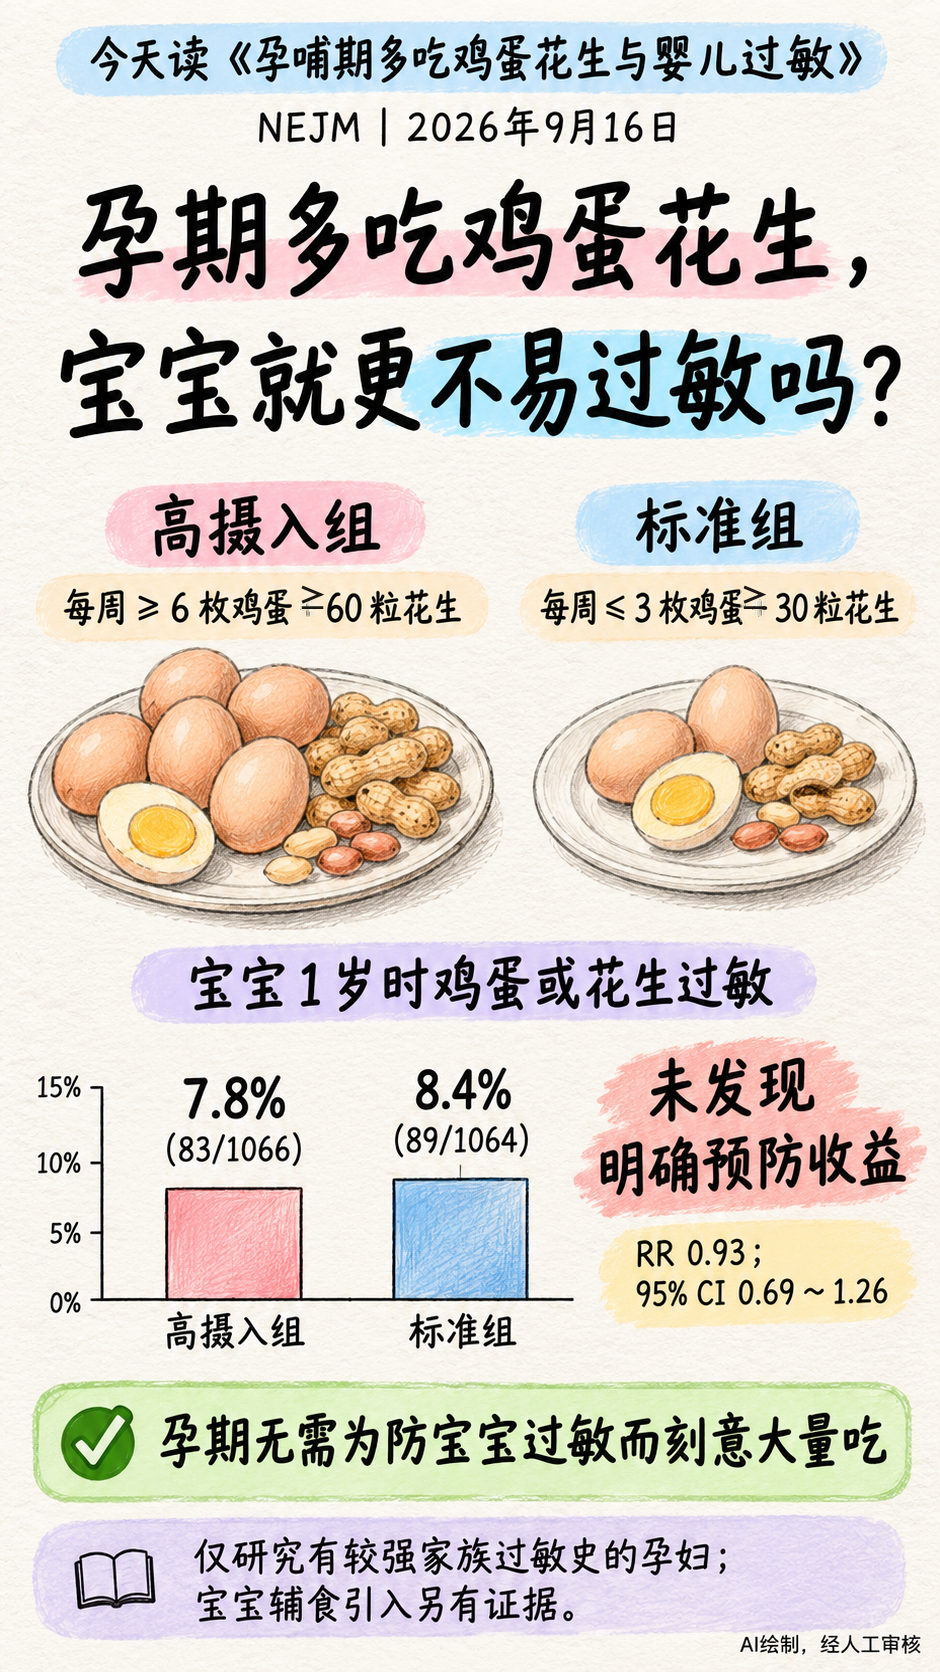 今天读《孕哺期多吃鸡蛋花生与婴儿过敏》
NEJM | 2026年9月16日
孕期多吃鸡蛋花生，
宝宝就更不易过敏吗？
高摄入组
标准组
每周 ≥ 6 枚鸡蛋 60 粒花生
每周 ≤ 3 枚鸡蛋 30 粒花生
宝宝1岁时鸡蛋或花生过敏
15%
10%
5%
0%
7.8%
(83/1066)
8.4%
(89/1064)
高摄入组
标准组
未发现
明确预防收益
RR 0.93；
95% CI 0.69 ~ 1.26
孕期无需为防宝宝过敏而刻意大量吃
仅研究有较强家族过敏史的孕妇；
宝宝辅食引入另有证据。
AI绘制，经人工审核